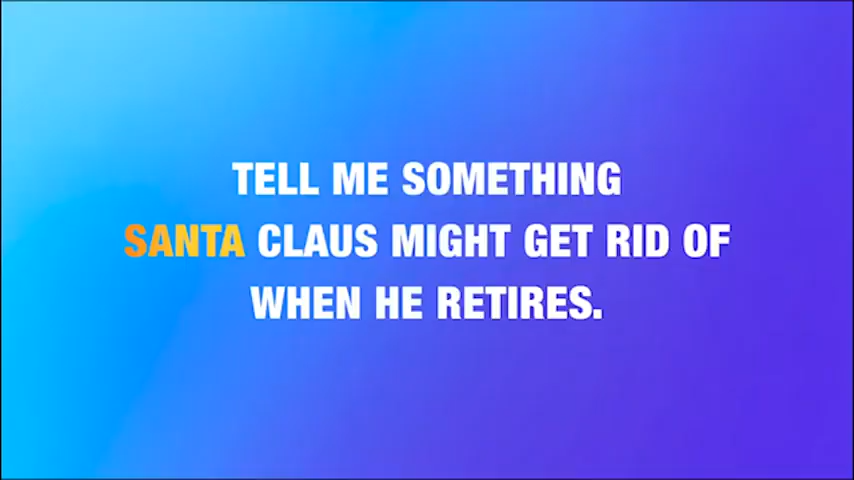 TELL ME SOMETHING
SANTA CLAUS MIGHT GET RID OF
WHEN HE RETIRES.